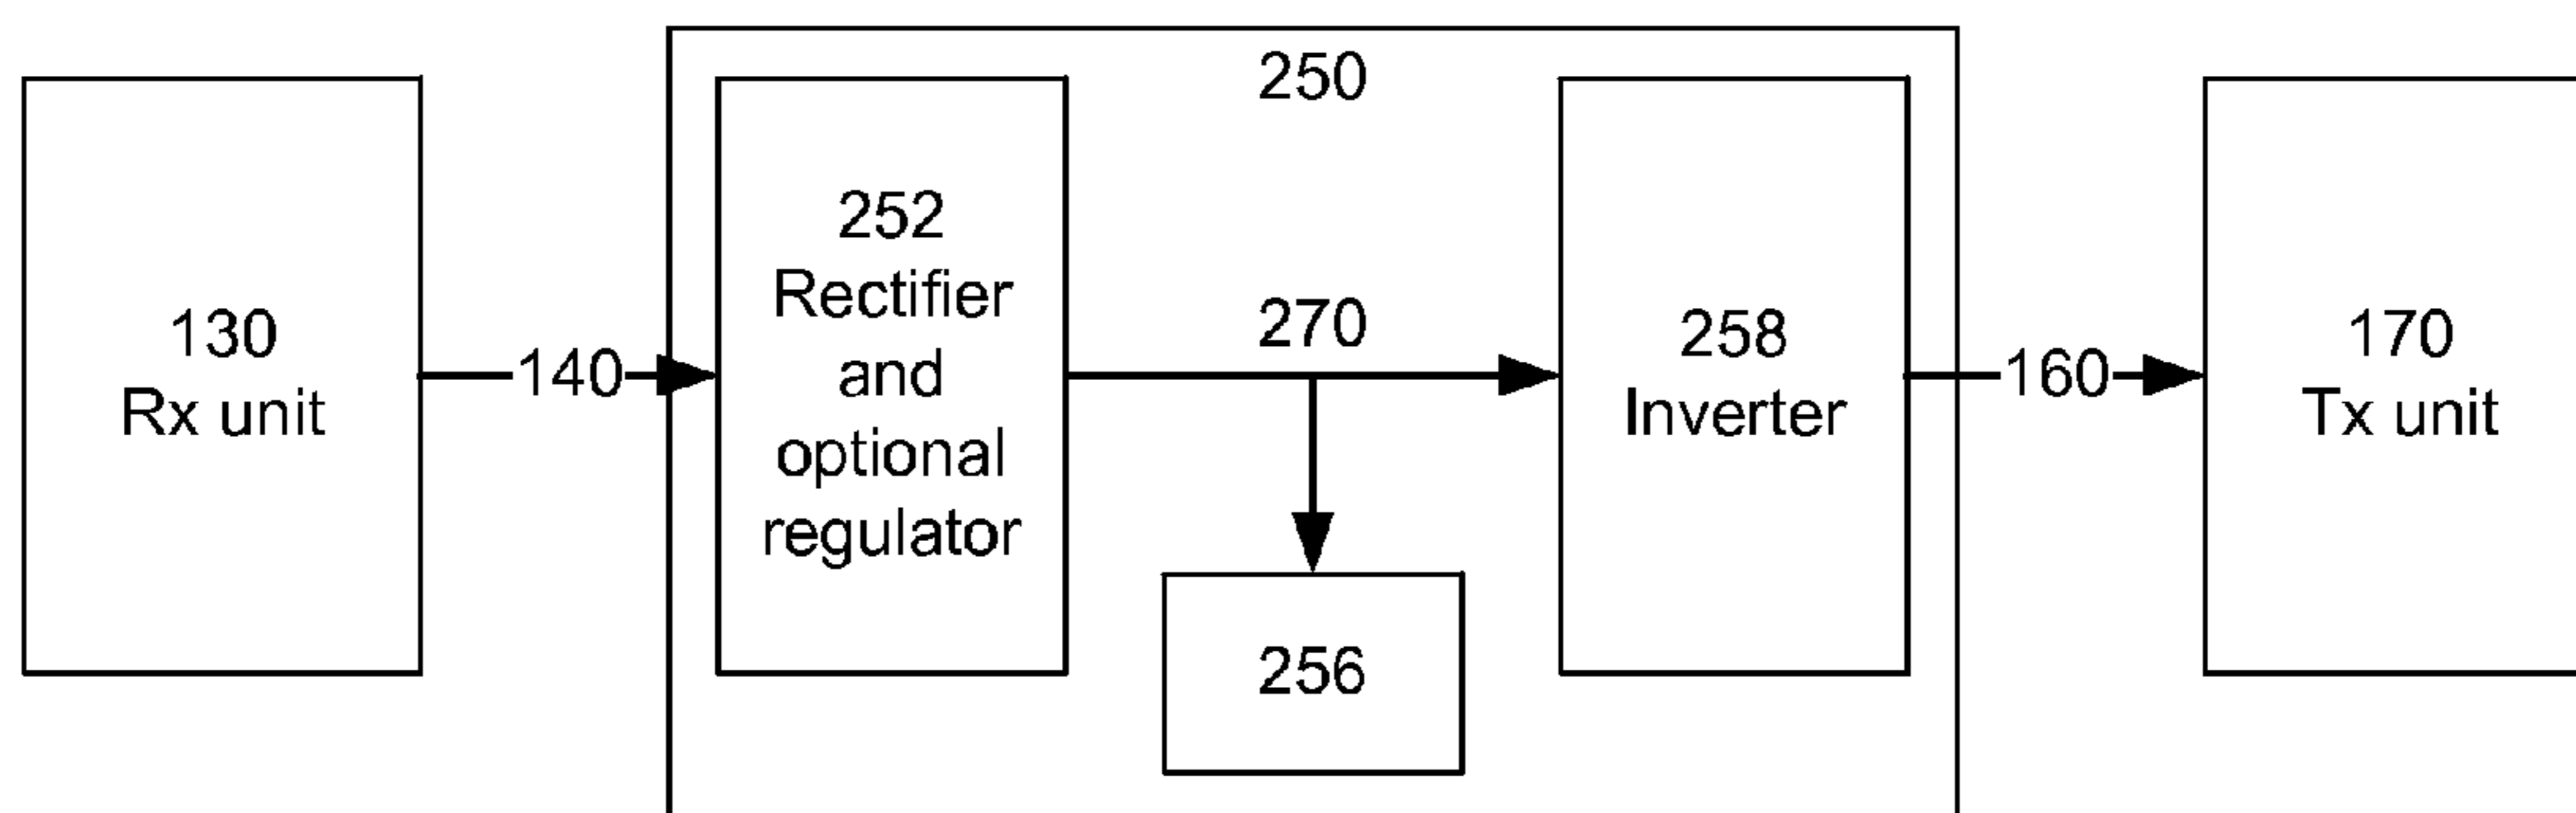 250
130
Rx unit
140
252
Rectifier
and
optional
regulator
270
256
258
Inverter
160
170
Tx unit